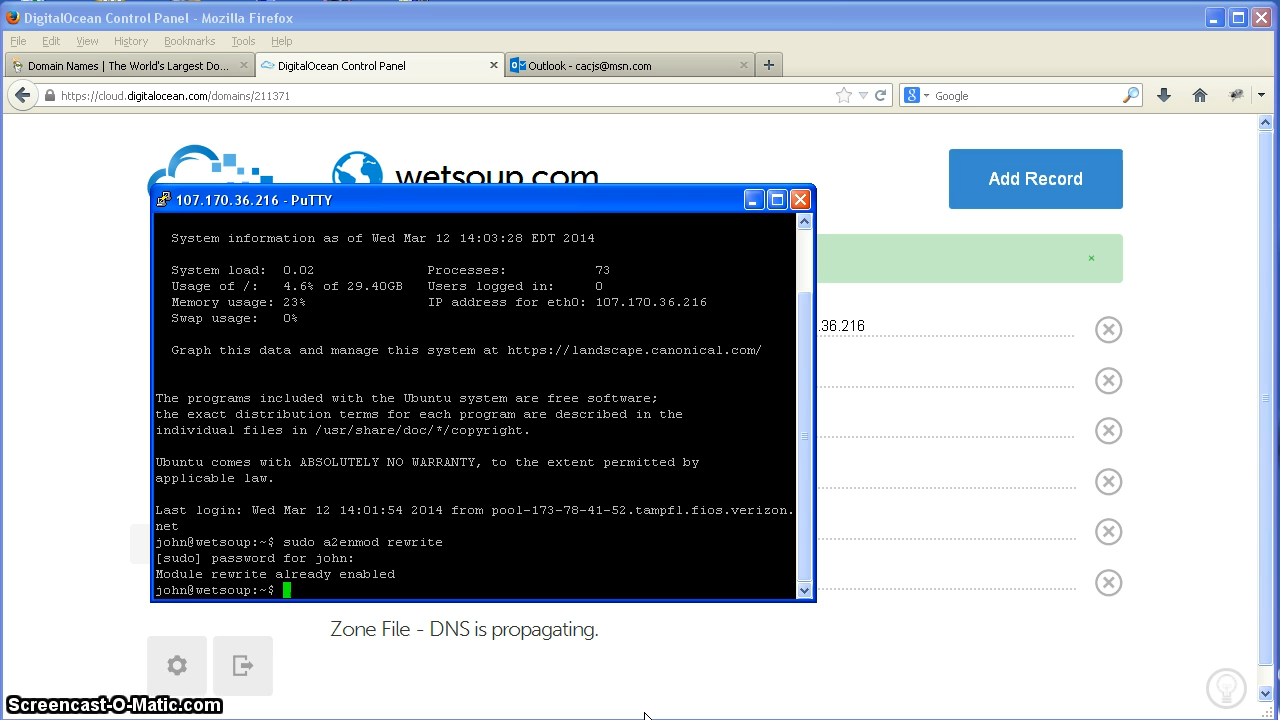 DigitalOcean Control Panel - Mozilla Firefox
File Edit View History Bookmarks Tools Help
Domain Names | The World's Largest Do... DigitalOcean Control Panel Outlook - cacjs@msn.com
https://cloud.digitalocean.com/domains/211371 Google
wetsoup.com
Add Record
107.170.36.216 - PuTTY
System information as of Wed Mar 12 14:03:28 EDT 2014
System load: 0.02 Processes: 73
Usage of /: 4.6% of 29.40GB Users logged in: 0
Memory usage: 23% IP address for eth0: 107.170.36.216
Swap usage: 0%
.36.216
Graph this data and manage this system at https://landscape.canonical.com/
The programs included with the Ubuntu system are free software;
the exact distribution terms for each program are described in the
individual files in /usr/share/doc/*/copyright.
Ubuntu comes with ABSOLUTELY NO WARRANTY, to the extent permitted by
applicable law.
Last login: Wed Mar 12 14:01:54 2014 from pool-173-78-41-52.tampfl.fios.verizon.
net
john@wetsoup:~$ sudo a2enmod rewrite
[sudo] password for john:
Module rewrite already enabled
john@wetsoup:~$
Zone File - DNS is propagating.
Screencast-O-Matic.com